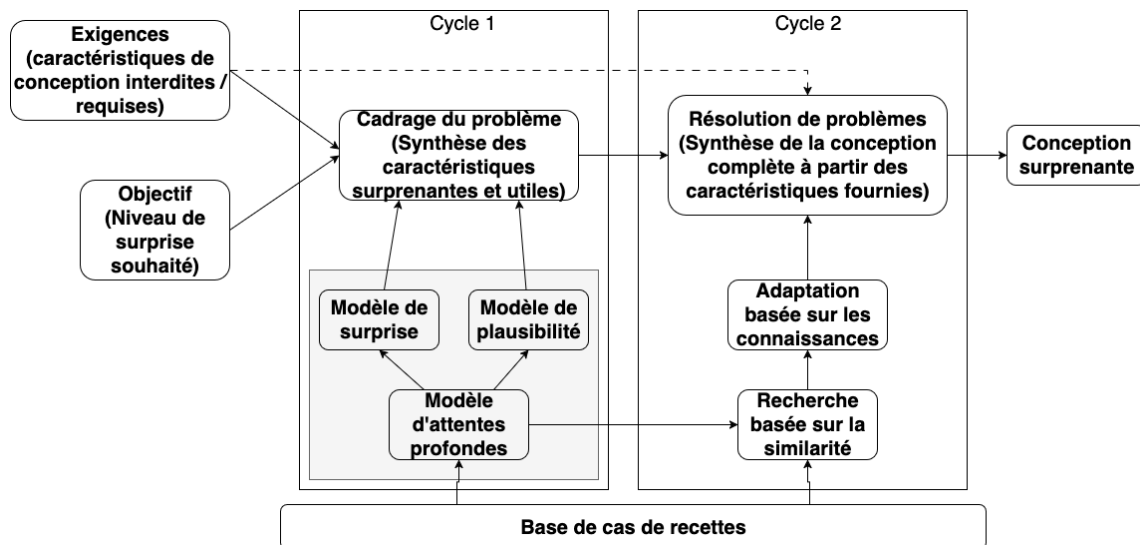 Cycle 1
Cycle 2
Exigences
(caractéristiques de
conception interdites /
requises)
Cadrage du problème
(Synthèse des
caractéristiques
surprenantes et utiles)
Résolution de problèmes
(Synthèse de la conception
complète à partir des
caractéristiques fournies)
Conception
surprenante
Objectif
(Niveau de
surprise
souhaité)
Modèle de
surprise
Modèle de
plausibilité
Adaptation
basée sur les
connaissances
Modèle
d'attentes
profondes
Recherche
basée sur la
similarité
Base de cas de recettes